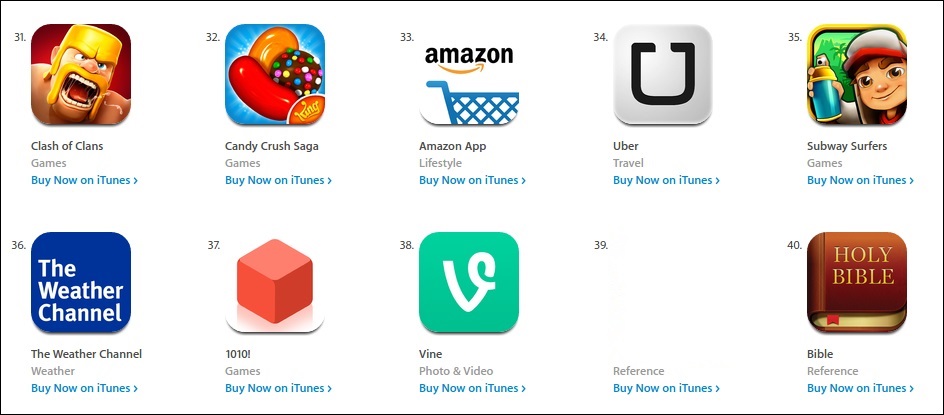 31.
32.
33.
34.
35.
King
amazon
Clash of Clans
Candy Crush Saga
Amazon App
Uber
Subway Surfers
Games
Games
Lifestyle
Travel
Games
Buy Now on iTunes >
Buy Now on iTunes >
Buy Now on iTunes >
Buy Now on iTunes >
Buy Now on iTunes >
36.
37.
38.
39.
40.
The
Weather
Channel
HOLY
BIBLE
The Weather Channel
1010!
Vine
Bible
Weather
Games
Photo & Video
Reference
Reference
Buy Now on iTunes >
Buy Now on iTunes >
Buy Now on iTunes >
Buy Now on iTunes >
Buy Now on iTunes >